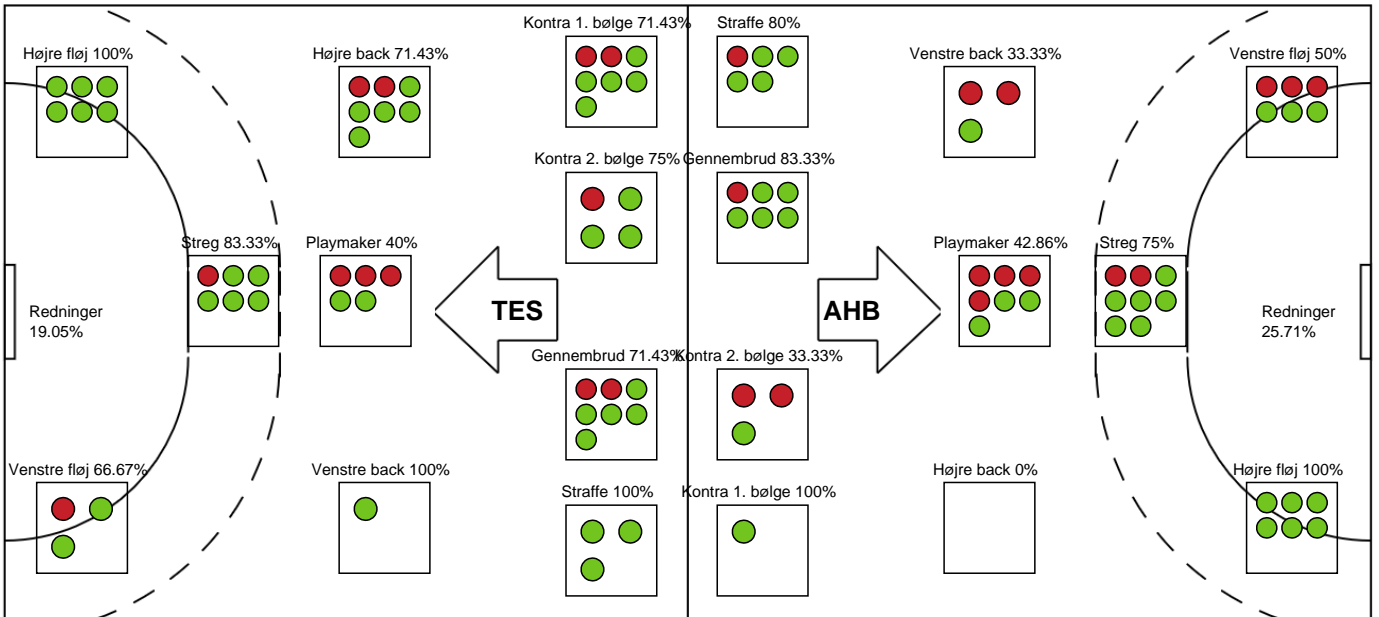 Kontra 1. bølge 71.43%
Straffe 80%
Højre fløj 100%
Højre back 71.43%
Venstre back 33.33%
Venstre fløj 50%
Kontra 2. bølge 75%
Gennembrud 83.33%
Streg 83.33%
Playmaker 40%
Playmaker 42.86%
Streg 75%
TES
AHB
Redninger
19.05%
Redninger
25.71%
Gennembrud 71.43%
Kontra 2. bølge 33.33%
Venstre fløj 66.67%
Venstre back 100%
Højre back 0%
Højre fløj 100%
Straffe 100%
Kontra 1. bølge 100%